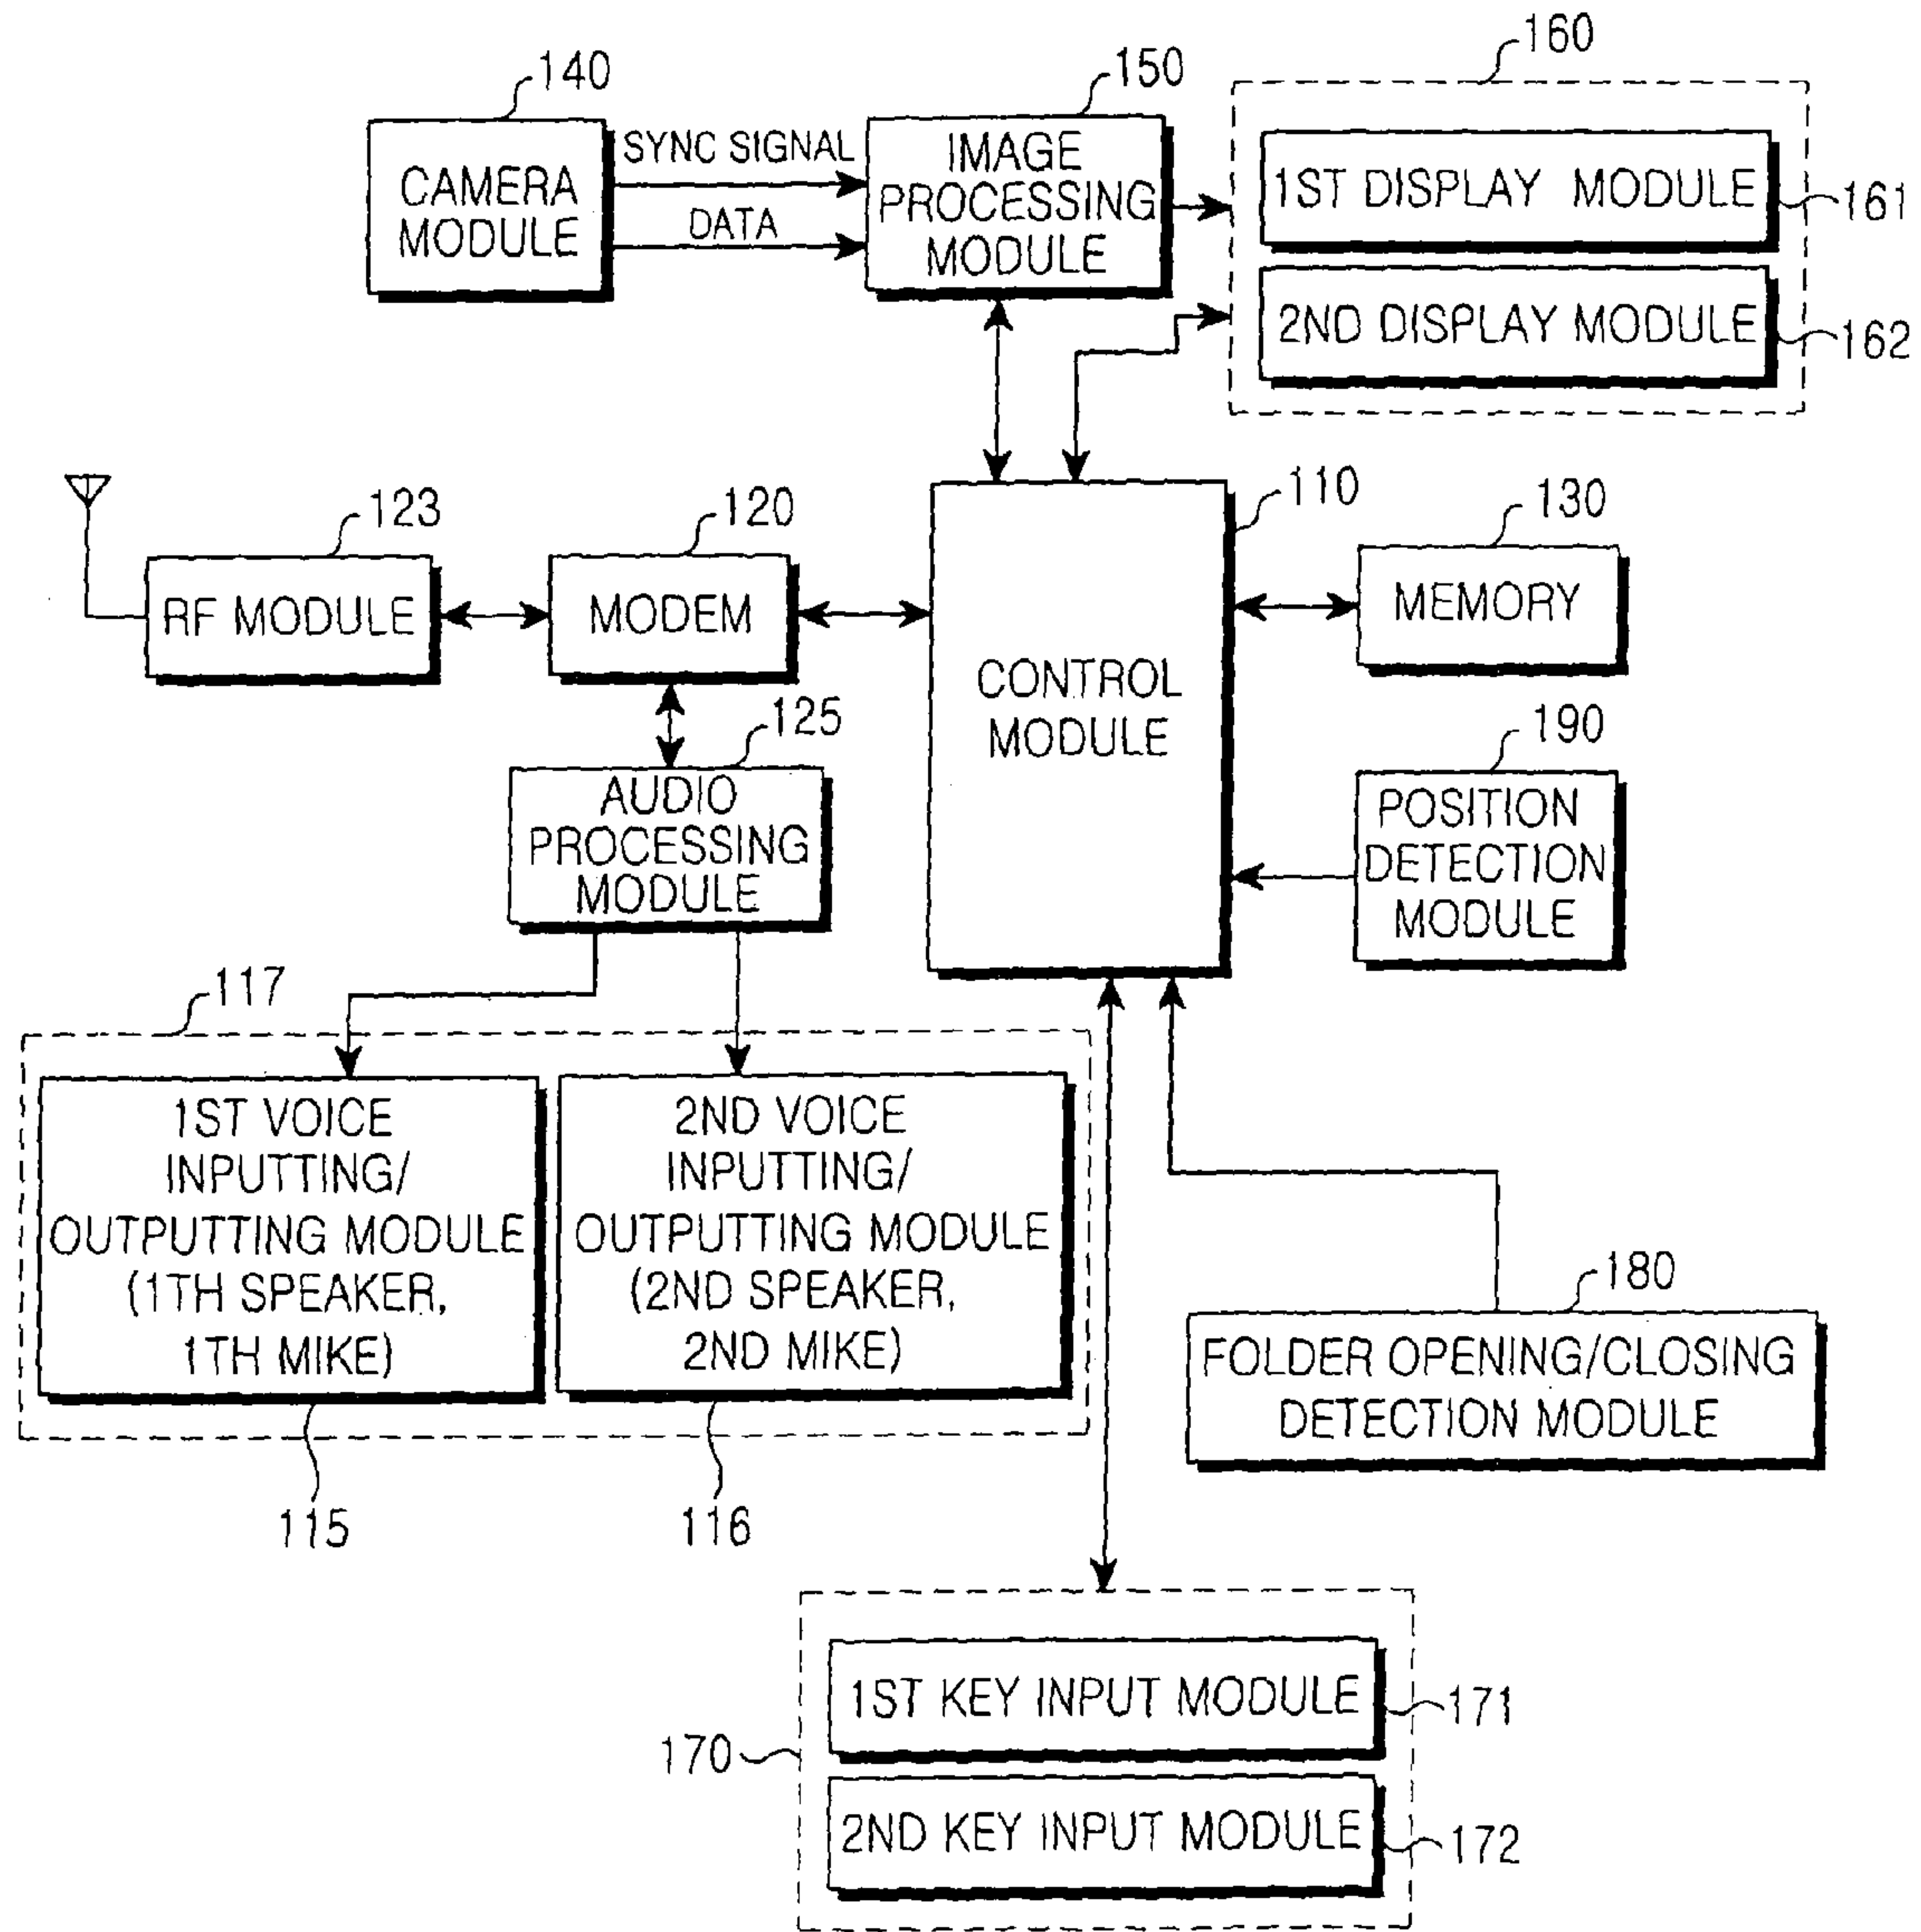 160
140
150
CAMERA
MODULE
SYNC SIGNAL
DATA
IMAGE
PROCESSING
MODULE
1ST DISPLAY MODULE
161
2ND DISPLAY MODULE
162
123
120
110
130
RF MODULE
MODEM
CONTROL
MODULE
MEMORY
125
190
AUDIO
PROCESSING
MODULE
POSITION
DETECTION
MODULE
117
1ST VOICE
INPUTTING/
OUTPUTTING MODULE
(1TH SPEAKER,
1TH MIKE)
2ND VOICE
INPUTTING/
OUTPUTTING MODULE
(2ND SPEAKER,
2ND MIKE)
115
116
180
FOLDER OPENING/CLOSING
DETECTION MODULE
170
1ST KEY INPUT MODULE
171
2ND KEY INPUT MODULE
172